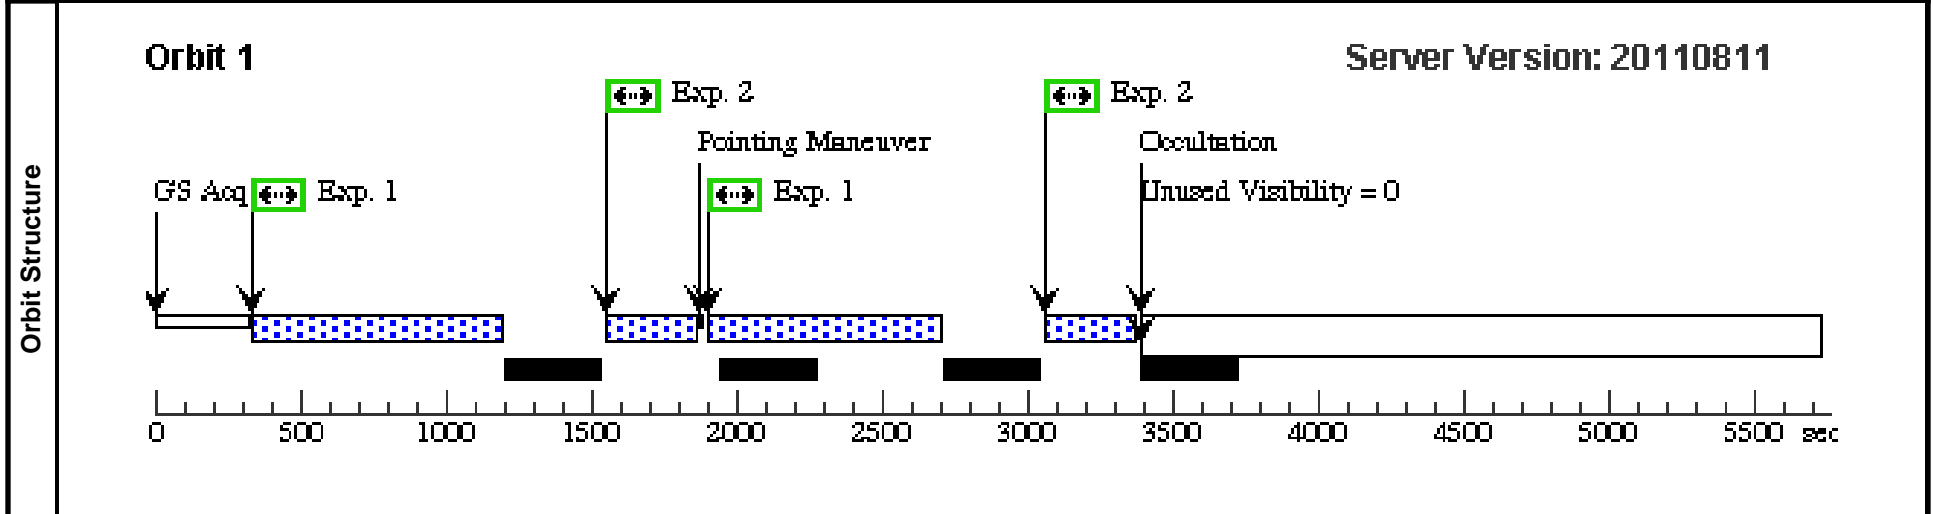 Orbit Structure
Orbit 1
Server Version: 20110811
Exp. 2
Exp. 2
Pointing Maneuver
Occultation
GS Acq
Exp. 1
Exp. 1
Unused Visibility = 0
0 500 1000 1500 2000 2500 3000 3500 4000 4500 5000 5500 sec